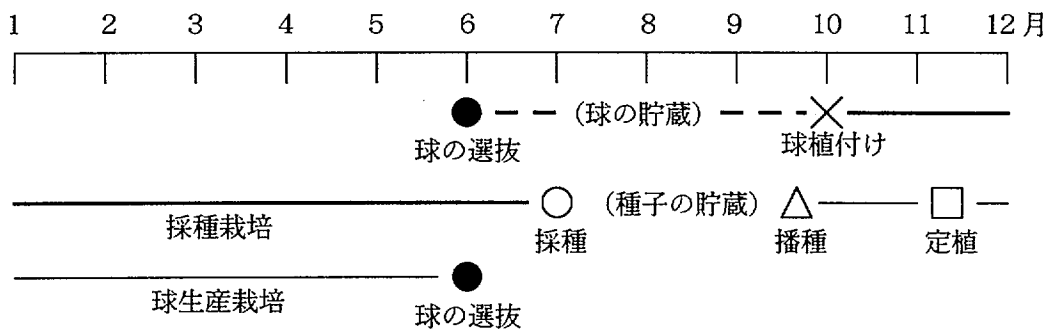 1 2 3 4 5 6 7 8 9 10 11 12月
(球の貯蔵)
球の選抜 球植付け
(種子の貯蔵)
採種栽培 採種 播種 定植
球生産栽培
球の選抜